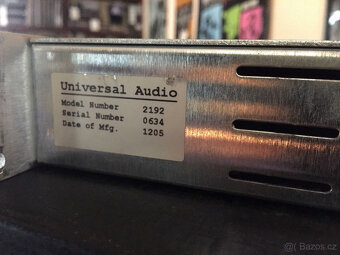 Universal Audio
Model Number 2192
Serial Number 0634
Date of Mfg. 1205
Bazos.cz